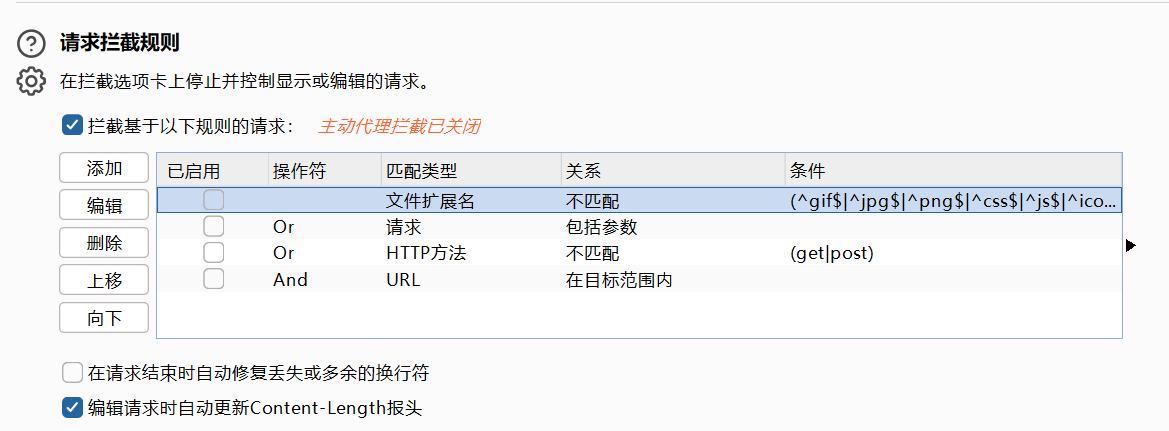 请求拦截规则
在拦截选项卡上停止并控制显示或编辑的请求。
拦截基于以下规则的请求： 主动代理拦截已关闭
添加
编辑
删除
上移
向下
已启用 操作符 匹配类型 关系 条件
文件扩展名 不匹配 (^gif$|^jpg$|^png$|^css$|^js$|^ico...
Or 请求 包括参数
Or HTTP方法 不匹配 (get|post)
And URL 在目标范围内
在请求结束时自动修复丢失或多余的换行符
编辑请求时自动更新Content-Length报头